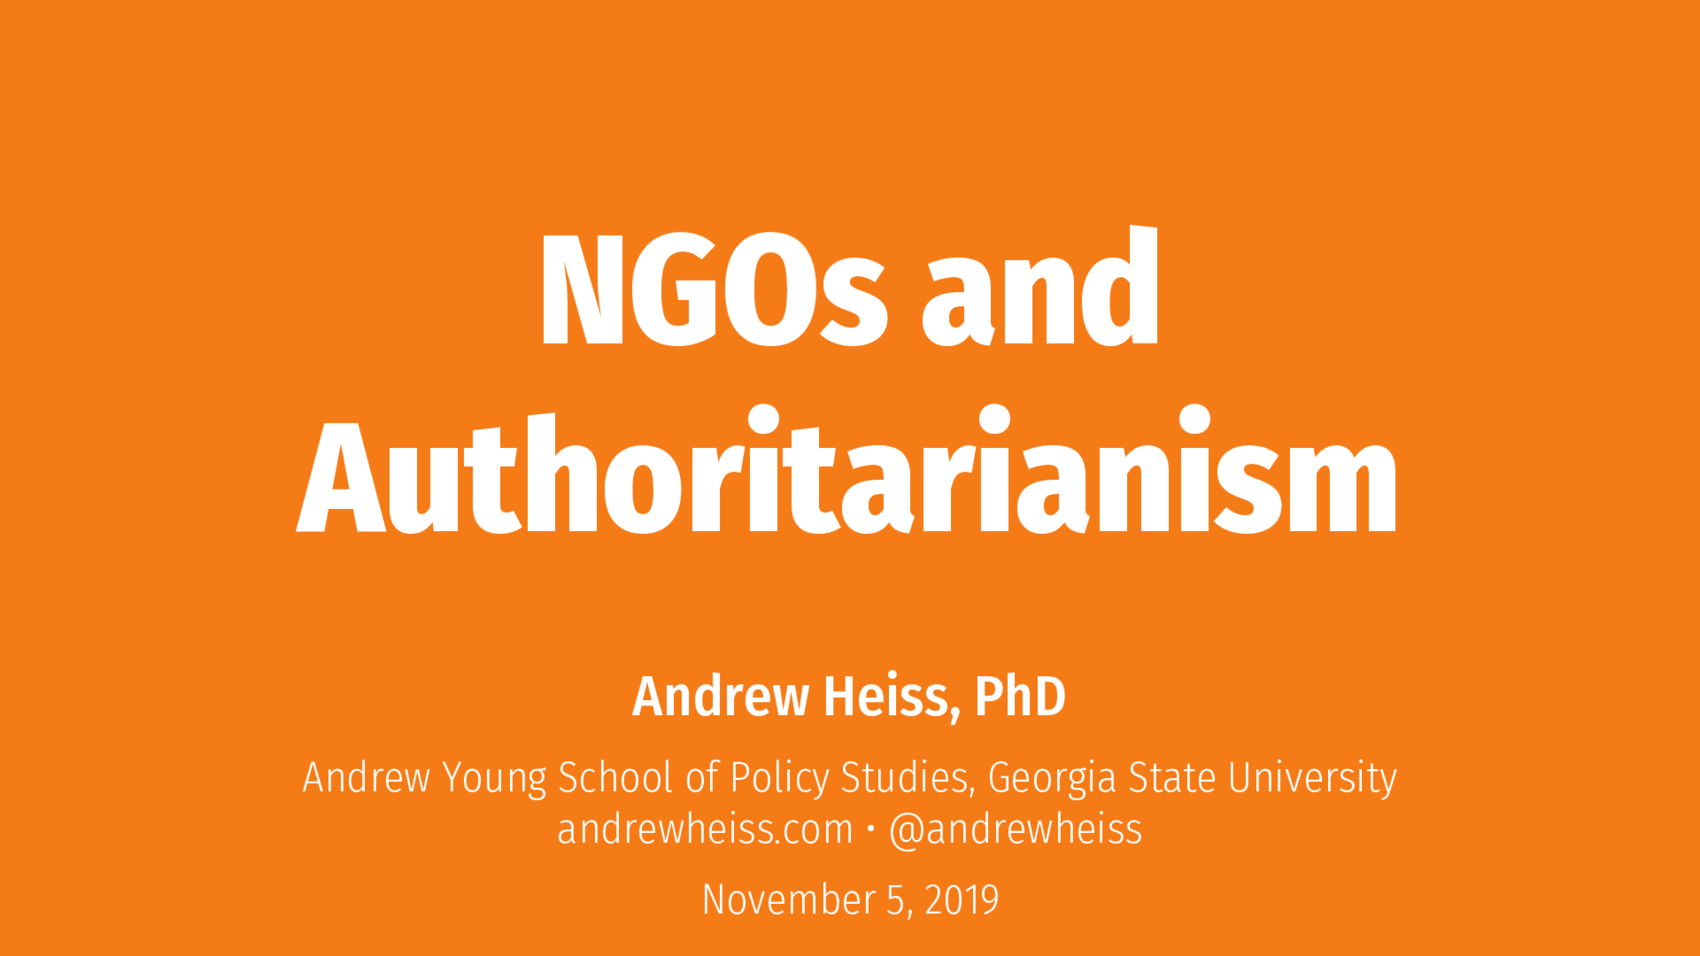 NGOs and
Authoritarianism
Andrew Heiss, PhD
Andrew Young School of Policy Studies, Georgia State University
andrewheiss.com • @andrewheiss
November 5, 2019